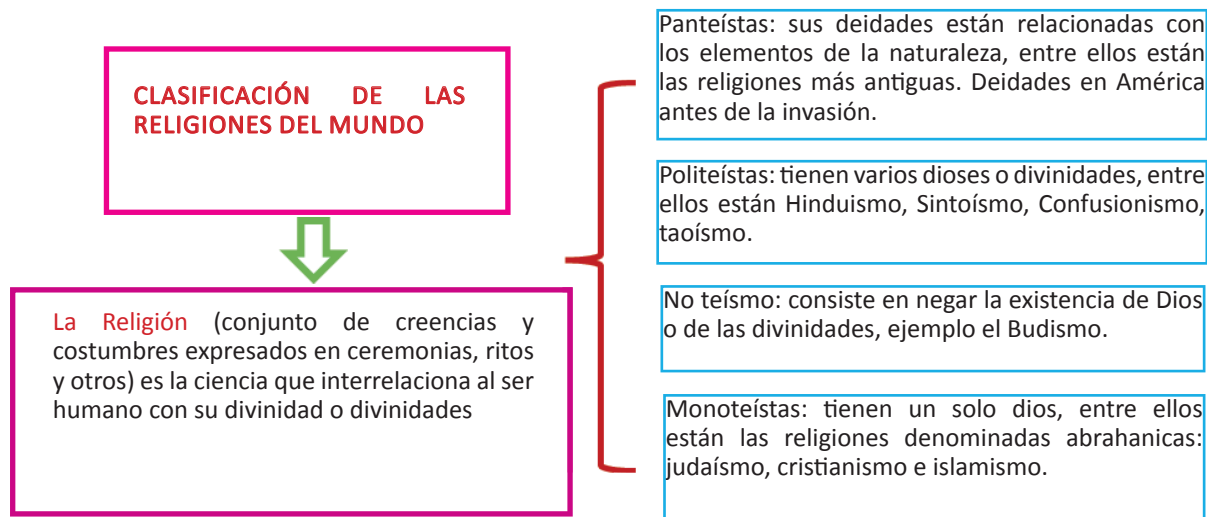 CLASIFICACIÓN DE LAS
RELIGIONES DEL MUNDO
La Religión (conjunto de creencias y
costumbres expresados en ceremonias, ritos
y otros) es la ciencia que interrelaciona al ser
humano con su divinidad o divinidades
Panteístas: sus deidades están relacionadas con
los elementos de la naturaleza, entre ellos están
las religiones más antiguas. Deidades en América
antes de la invasión.
Politeístas: tienen varios dioses o divinidades, entre
ellos están Hinduismo, Sintoísmo, Confusionismo,
taoísmo.
No teísmo: consiste en negar la existencia de Dios
o de las divinidades, ejemplo el Budismo.
Monoteístas: tienen un solo dios, entre ellos
están las religiones denominadas abrahanicas:
judaísmo, cristianismo e islamismo.